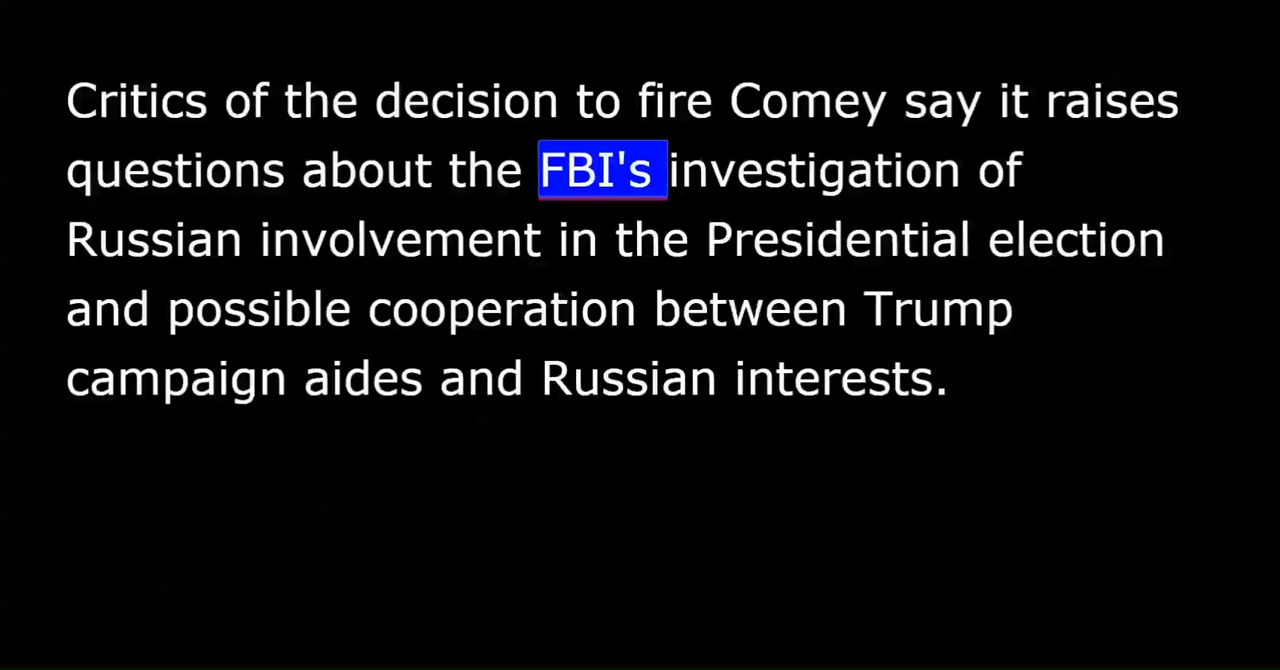 Critics of the decision to fire Comey say it raises
questions about the FBI's investigation of
Russian involvement in the Presidential election
and possible cooperation between Trump
campaign aides and Russian interests.